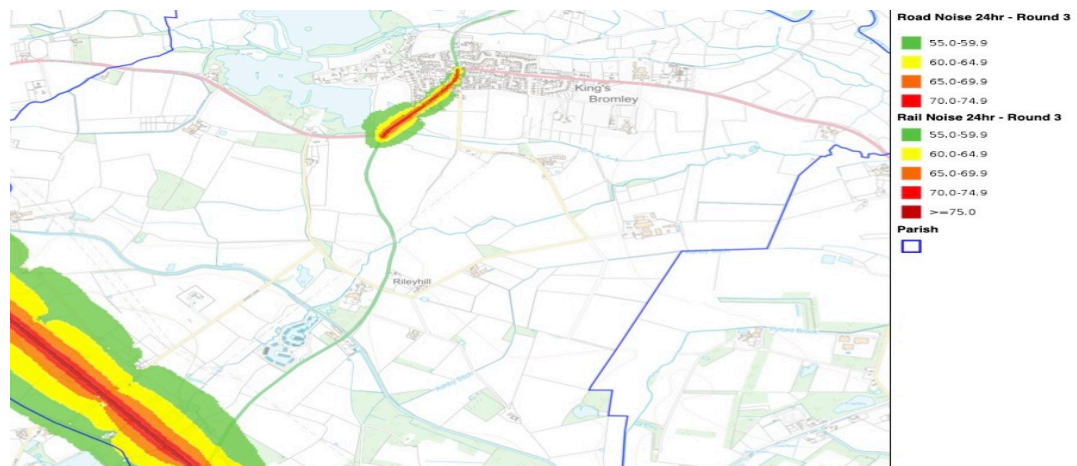 Road Noise 24hr - Round 3
55.0-59.9
60.0-64.9
65.0-69.9
70.0-74.9
Rail Noise 24hr - Round 3
55.0-59.9
60.0-64.9
65.0-69.9
70.0-74.9
>=75.0
Parish
King's
Bromley
Rileyhill